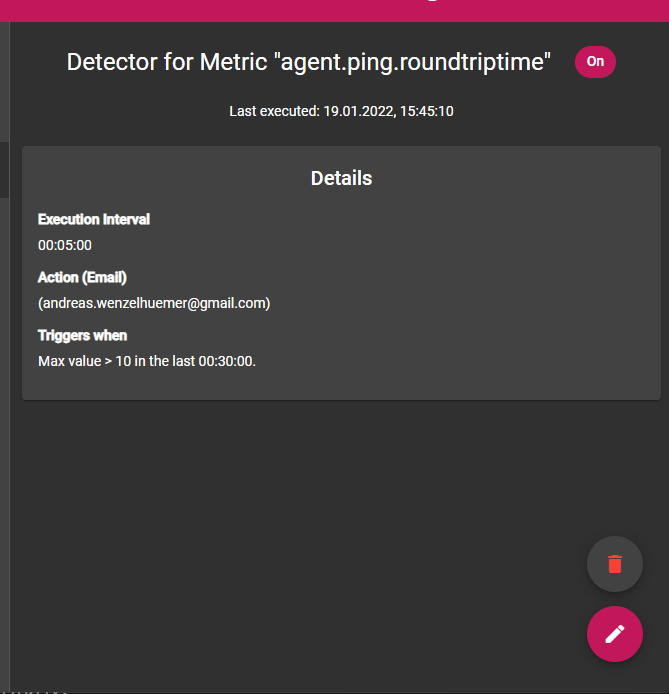 Detector for Metric "agent.ping.roundtriptime"
On
Last executed: 19.01.2022, 15:45:10
Details
Execution Interval
00:05:00
Action (Email)
(andreas.wenzelhuemer@gmail.com)
Triggers when
Max value > 10 in the last 00:30:00.